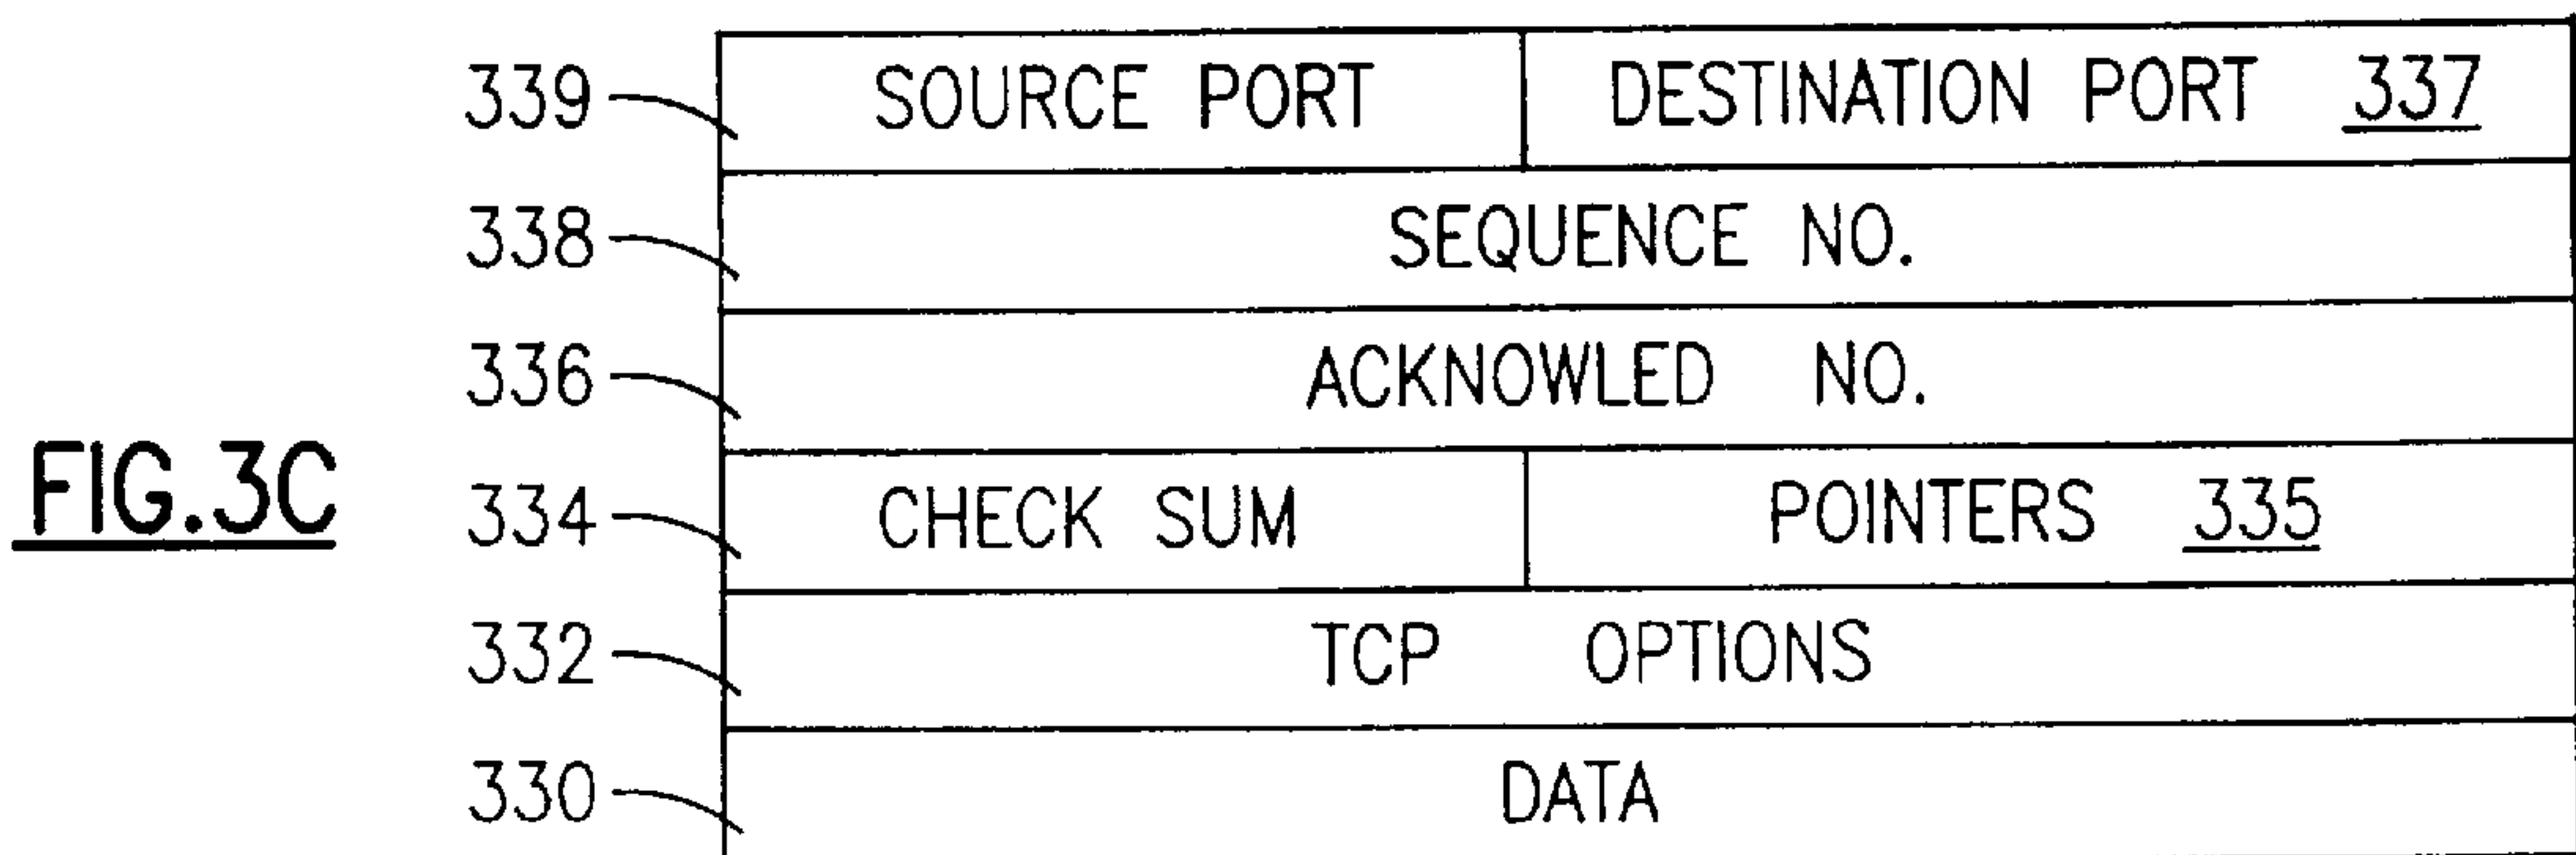 339 SOURCE PORT DESTINATION PORT 337
338 SEQUENCE NO.
336 ACKNOWLED NO.
FIG.3C
334 CHECK SUM POINTERS 335
332 TCP OPTIONS
330 DATA